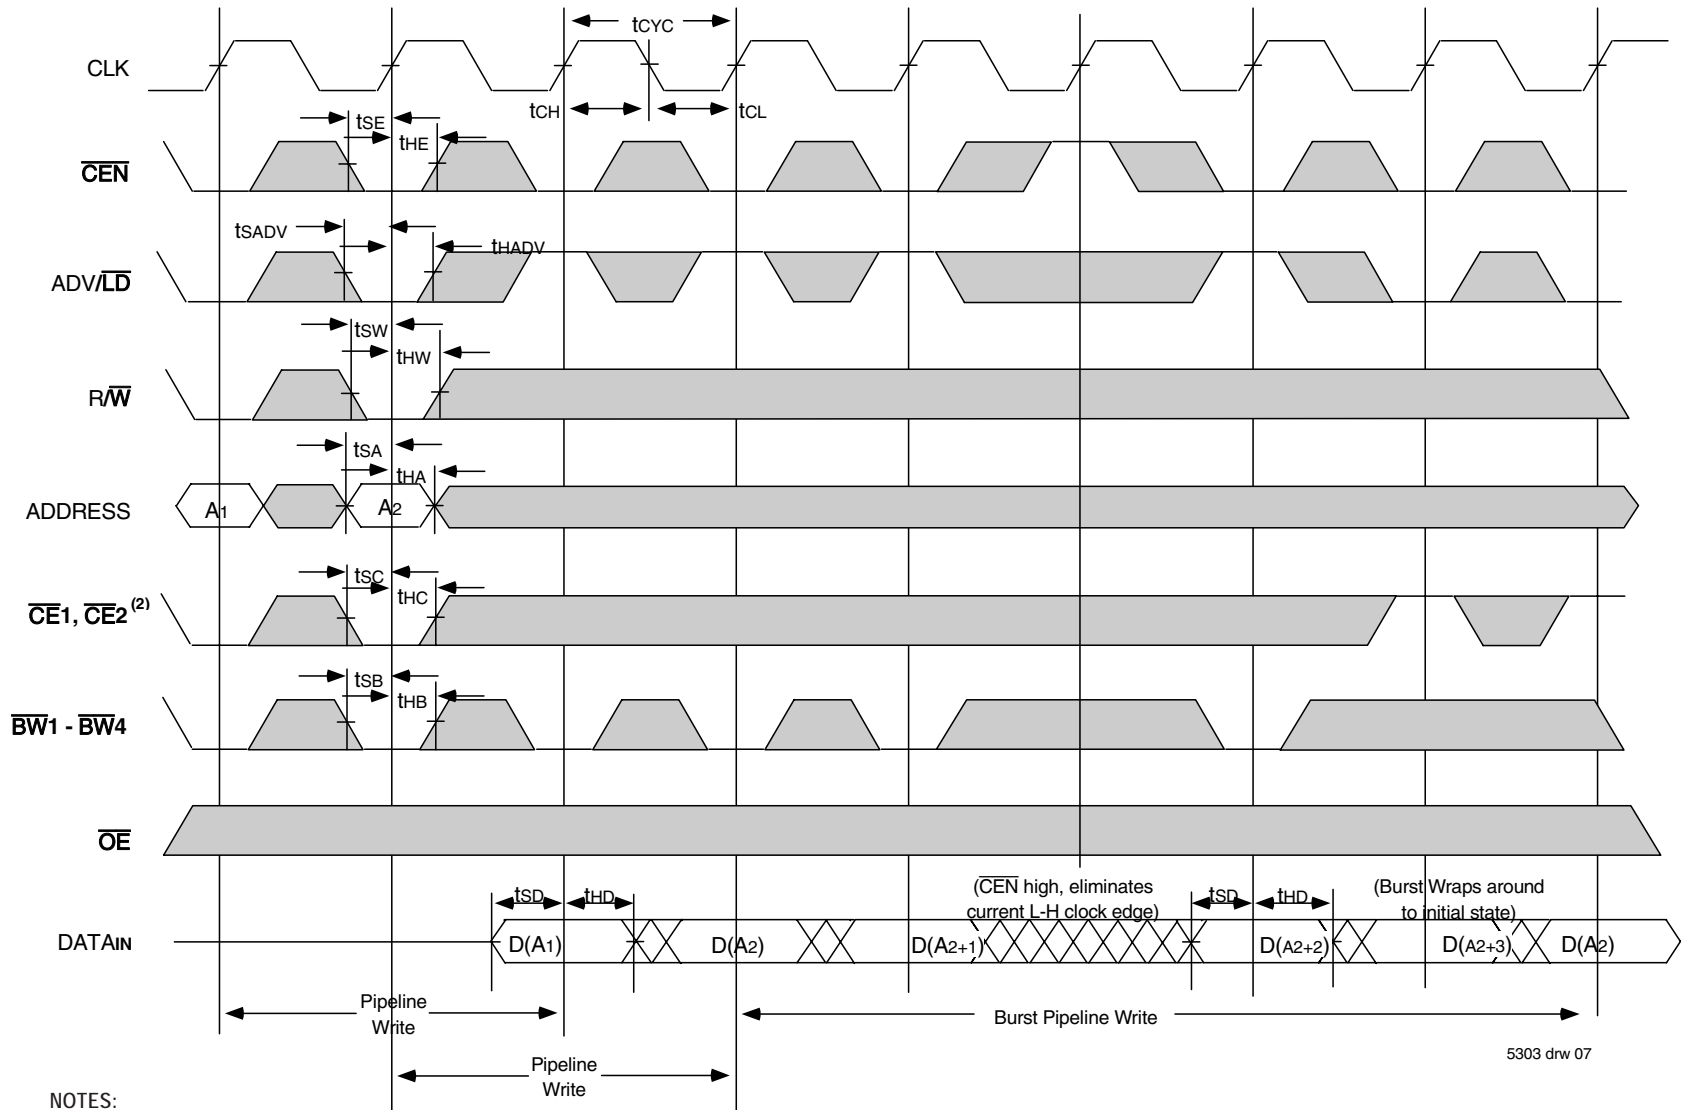 tCYC
CLK
tCH
tCL
tSE
tHE
CEN
tSADV
tHADV
ADV/LD
tSW
tHW
R/W
tSA
tHA
ADDRESS
A1
A2
tSC
tHC
CE1, CE2 (2)
tSB
tHB
BW1 - BW4
OE
tSD
tHD
(CEN high, eliminates
current L-H clock edge)
tSD
tHD
(Burst Wraps around
to initial state)
DATAIN
D(A1)
D(A2)
D(A2+1)
D(A2+2)
D(A2+3)
D(A2)
Pipeline
Write
Burst Pipeline Write
5303 drw 07
Pipeline
Write
NOTES: